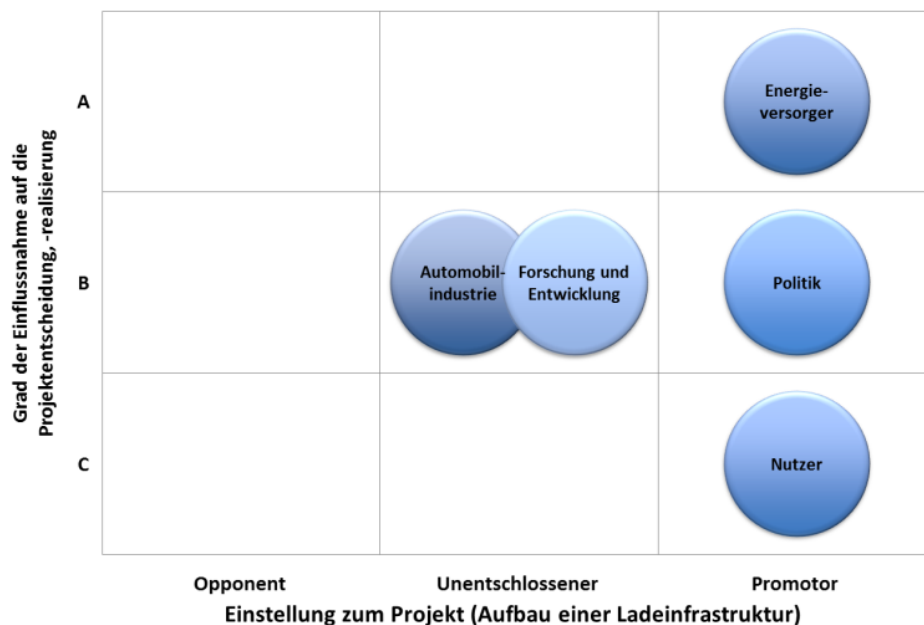 Grad der Einflussnahme auf die
Projektentscheidung, -realisierung
A
Energie-
versorger
B
Automobil-
industrie
Forschung und
Entwicklung
Politik
C
Nutzer
Opponent
Unentschlossener
Promotor
Einstellung zum Projekt (Aufbau einer Ladeinfrastruktur)